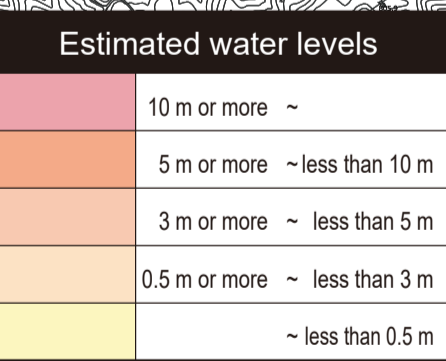 Estimated water levels
10 m or more ~
5 m or more ~ less than 10 m
3 m or more ~ less than 5 m
0.5 m or more ~ less than 3 m
~ less than 0.5 m